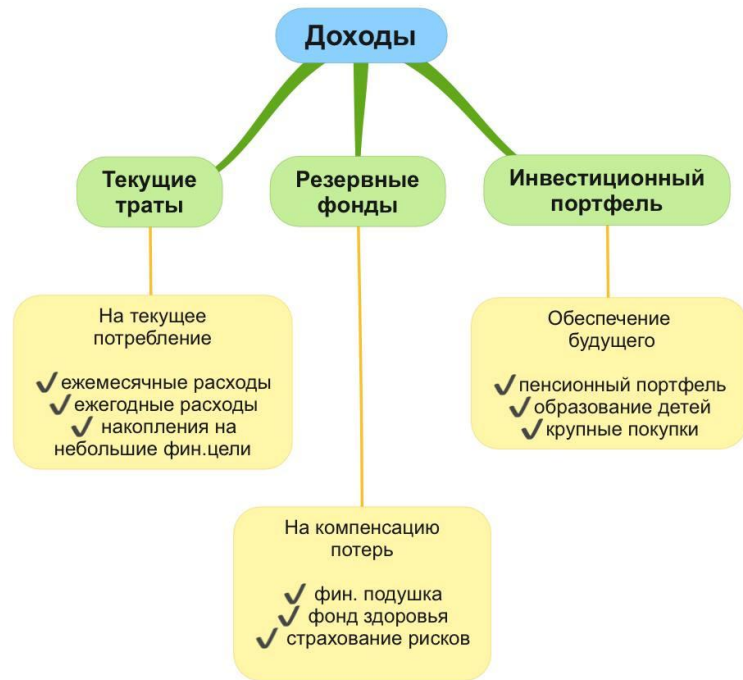 Доходы
Текущие
траты
Резервные
фонды
Инвестиционный
портфель
На текущее
потребление
✔ежемесячные расходы
✔ежегодные расходы
✔ накопления на
небольшие фин.цели
Обеспечение
будущего
✔пенсионный портфель
✔образование детей
✔крупные покупки
На компенсацию
потерь
✔ фин. подушка
✔фонд здоровья
✔ страхование рисков